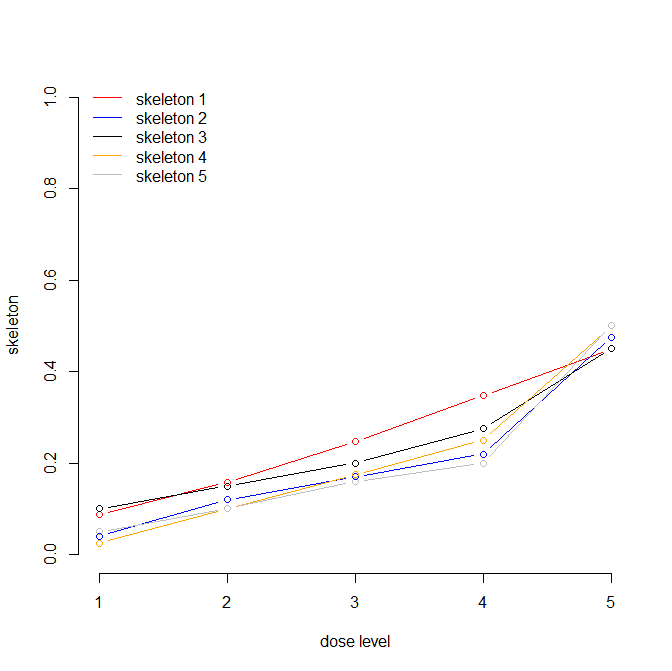 1.0
0.8
0.6
0.4
0.2
0.0
skeleton
skeleton 1
skeleton 2
skeleton 3
skeleton 4
skeleton 5
1 2 3 4 5
dose level